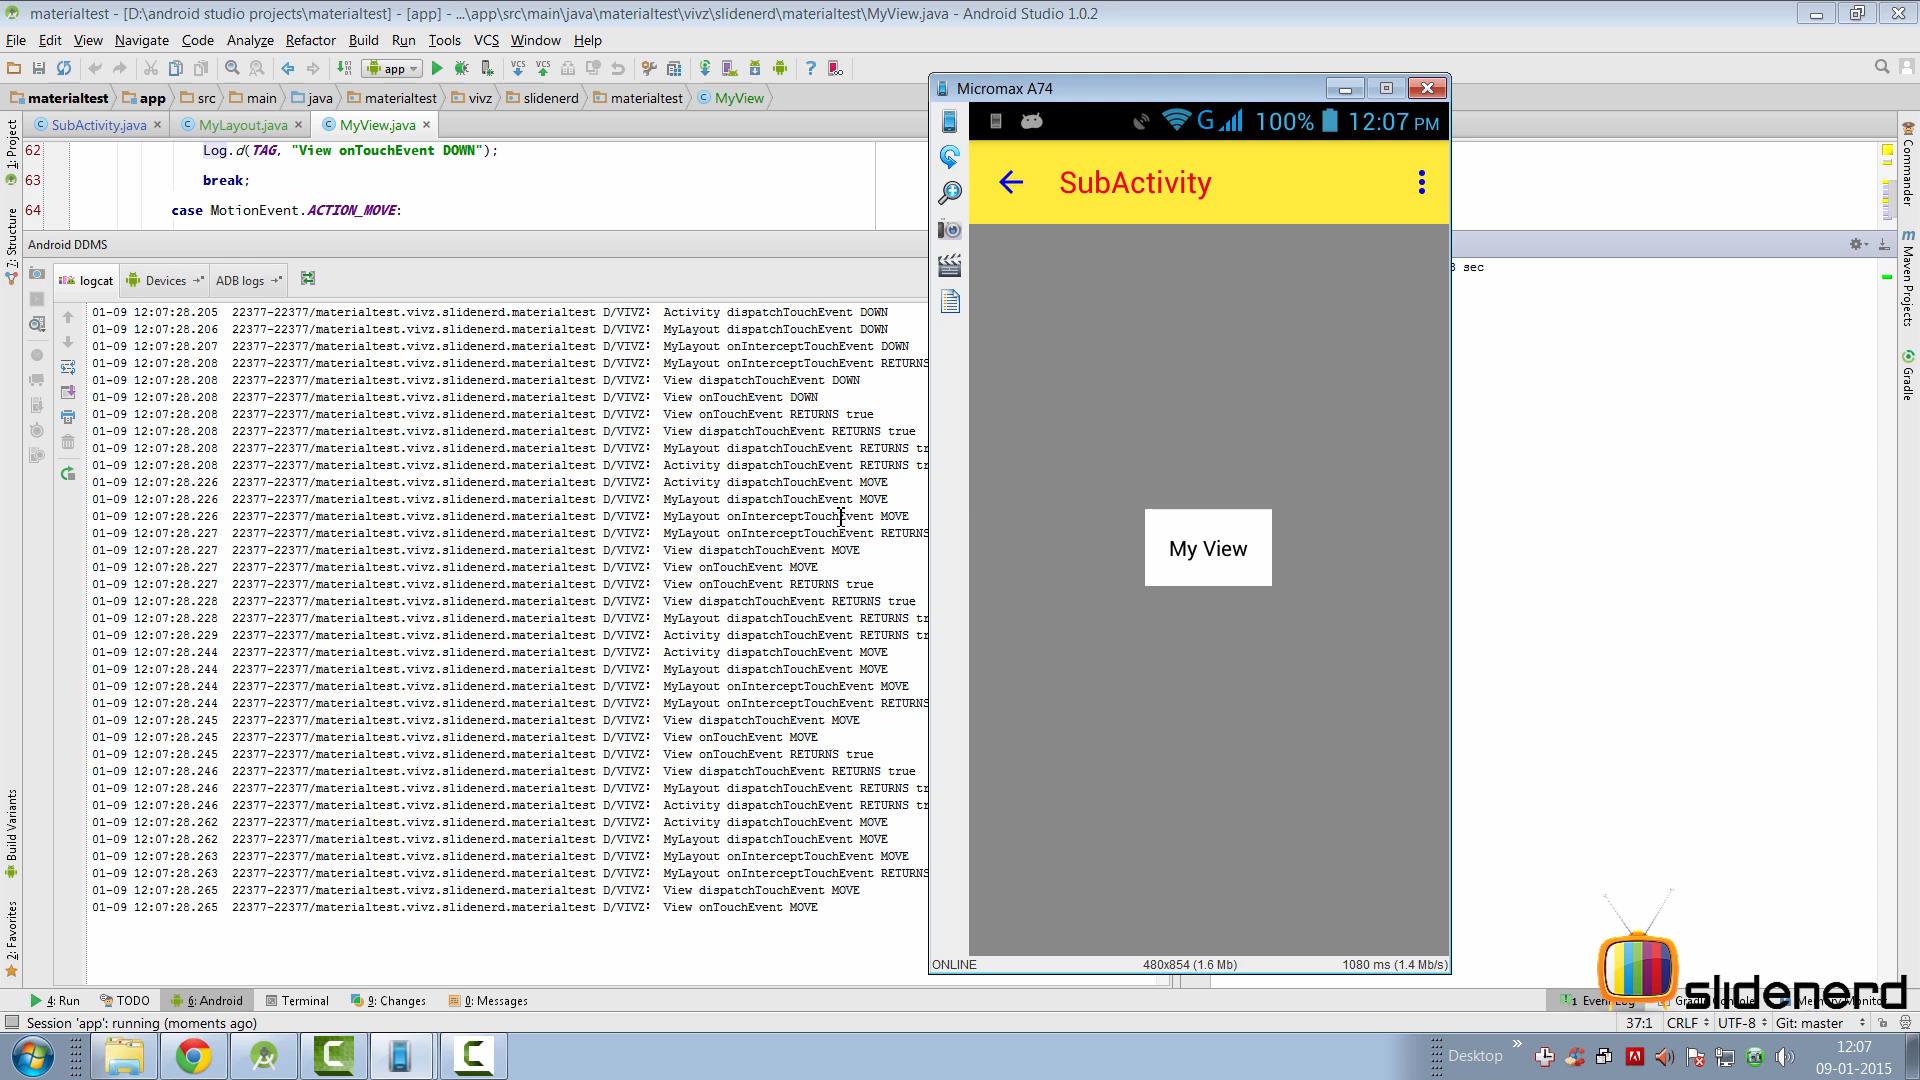 materialtest - [D:\android studio projects\materialtest] - [app] - ...\app\src\main\java\materialtest\vivz\slidenerd\materialtest\MyView.java - Android Studio 1.0.2
File Edit View Navigate Code Analyze Refactor Build Run Tools VCS Window Help
app
materialtest app src main java materialtest vivz slidenerd materialtest MyView
SubActivity.java MyLayout.java MyView.java
62 Log.d(TAG, "View onTouchEvent DOWN");
63 break;
64 case MotionEvent.ACTION_MOVE:
Android DDMS
logcat Devices ADB logs
01-09 12:07:28.205 22377-22377/materialtest.vivz.slidenerd.materialtest D/VIVZ: Activity dispatchTouchEvent DOWN
01-09 12:07:28.206 22377-22377/materialtest.vivz.slidenerd.materialtest D/VIVZ: MyLayout dispatchTouchEvent DOWN
01-09 12:07:28.207 22377-22377/materialtest.vivz.slidenerd.materialtest D/VIVZ: MyLayout onInterceptTouchEvent DOWN
01-09 12:07:28.208 22377-22377/materialtest.vivz.slidenerd.materialtest D/VIVZ: MyLayout onInterceptTouchEvent RETURNS
01-09 12:07:28.208 22377-22377/materialtest.vivz.slidenerd.materialtest D/VIVZ: View dispatchTouchEvent DOWN
01-09 12:07:28.208 22377-22377/materialtest.vivz.slidenerd.materialtest D/VIVZ: View onTouchEvent DOWN
01-09 12:07:28.208 22377-22377/materialtest.vivz.slidenerd.materialtest D/VIVZ: View onTouchEvent RETURNS true
01-09 12:07:28.208 22377-22377/materialtest.vivz.slidenerd.materialtest D/VIVZ: View dispatchTouchEvent RETURNS true
01-09 12:07:28.208 22377-22377/materialtest.vivz.slidenerd.materialtest D/VIVZ: MyLayout dispatchTouchEvent RETURNS tr
01-09 12:07:28.208 22377-22377/materialtest.vivz.slidenerd.materialtest D/VIVZ: Activity dispatchTouchEvent RETURNS tr
01-09 12:07:28.226 22377-22377/materialtest.vivz.slidenerd.materialtest D/VIVZ: Activity dispatchTouchEvent MOVE
01-09 12:07:28.226 22377-22377/materialtest.vivz.slidenerd.materialtest D/VIVZ: MyLayout dispatchTouchEvent MOVE
01-09 12:07:28.226 22377-22377/materialtest.vivz.slidenerd.materialtest D/VIVZ: MyLayout onInterceptTouchEvent MOVE
01-09 12:07:28.227 22377-22377/materialtest.vivz.slidenerd.materialtest D/VIVZ: MyLayout onInterceptTouchEvent RETURNS
01-09 12:07:28.227 22377-22377/materialtest.vivz.slidenerd.materialtest D/VIVZ: View dispatchTouchEvent MOVE
01-09 12:07:28.227 22377-22377/materialtest.vivz.slidenerd.materialtest D/VIVZ: View onTouchEvent MOVE
01-09 12:07:28.227 22377-22377/materialtest.vivz.slidenerd.materialtest D/VIVZ: View onTouchEvent RETURNS true
01-09 12:07:28.228 22377-22377/materialtest.vivz.slidenerd.materialtest D/VIVZ: View dispatchTouchEvent RETURNS true
01-09 12:07:28.228 22377-22377/materialtest.vivz.slidenerd.materialtest D/VIVZ: MyLayout dispatchTouchEvent RETURNS tr
01-09 12:07:28.229 22377-22377/materialtest.vivz.slidenerd.materialtest D/VIVZ: Activity dispatchTouchEvent RETURNS tr
01-09 12:07:28.244 22377-22377/materialtest.vivz.slidenerd.materialtest D/VIVZ: Activity dispatchTouchEvent MOVE
01-09 12:07:28.244 22377-22377/materialtest.vivz.slidenerd.materialtest D/VIVZ: MyLayout dispatchTouchEvent MOVE
01-09 12:07:28.244 22377-22377/materialtest.vivz.slidenerd.materialtest D/VIVZ: MyLayout onInterceptTouchEvent MOVE
01-09 12:07:28.244 22377-22377/materialtest.vivz.slidenerd.materialtest D/VIVZ: MyLayout onInterceptTouchEvent RETURNS
01-09 12:07:28.245 22377-22377/materialtest.vivz.slidenerd.materialtest D/VIVZ: View dispatchTouchEvent MOVE
01-09 12:07:28.245 22377-22377/materialtest.vivz.slidenerd.materialtest D/VIVZ: View onTouchEvent MOVE
01-09 12:07:28.245 22377-22377/materialtest.vivz.slidenerd.materialtest D/VIVZ: View onTouchEvent RETURNS true
01-09 12:07:28.246 22377-22377/materialtest.vivz.slidenerd.materialtest D/VIVZ: View dispatchTouchEvent RETURNS true
01-09 12:07:28.246 22377-22377/materialtest.vivz.slidenerd.materialtest D/VIVZ: MyLayout dispatchTouchEvent RETURNS tr
01-09 12:07:28.246 22377-22377/materialtest.vivz.slidenerd.materialtest D/VIVZ: Activity dispatchTouchEvent RETURNS tr
01-09 12:07:28.262 22377-22377/materialtest.vivz.slidenerd.materialtest D/VIVZ: Activity dispatchTouchEvent MOVE
01-09 12:07:28.262 22377-22377/materialtest.vivz.slidenerd.materialtest D/VIVZ: MyLayout dispatchTouchEvent MOVE
01-09 12:07:28.263 22377-22377/materialtest.vivz.slidenerd.materialtest D/VIVZ: MyLayout onInterceptTouchEvent MOVE
01-09 12:07:28.263 22377-22377/materialtest.vivz.slidenerd.materialtest D/VIVZ: MyLayout onInterceptTouchEvent RETURNS
01-09 12:07:28.265 22377-22377/materialtest.vivz.slidenerd.materialtest D/VIVZ: View dispatchTouchEvent MOVE
01-09 12:07:28.265 22377-22377/materialtest.vivz.slidenerd.materialtest D/VIVZ: View onTouchEvent MOVE
1: Project
7: Structure
Build Variants
2: Favorites
Micromax A74
G 100% 12:07 PM
SubActivity
My View
ONLINE 480x854 (1.6 Mb) 1080 ms (1.4 Mb/s)
sec
Commander
Maven Projects
Gradle
slidenerd
4: Run TODO 6: Android Terminal 9: Changes 0: Messages 1 Event Log Gradle Console Memory Monitor
Session 'app': running (moments ago) 37:1 CRLF UTF-8 Git: master
Desktop
12:07
09-01-2015